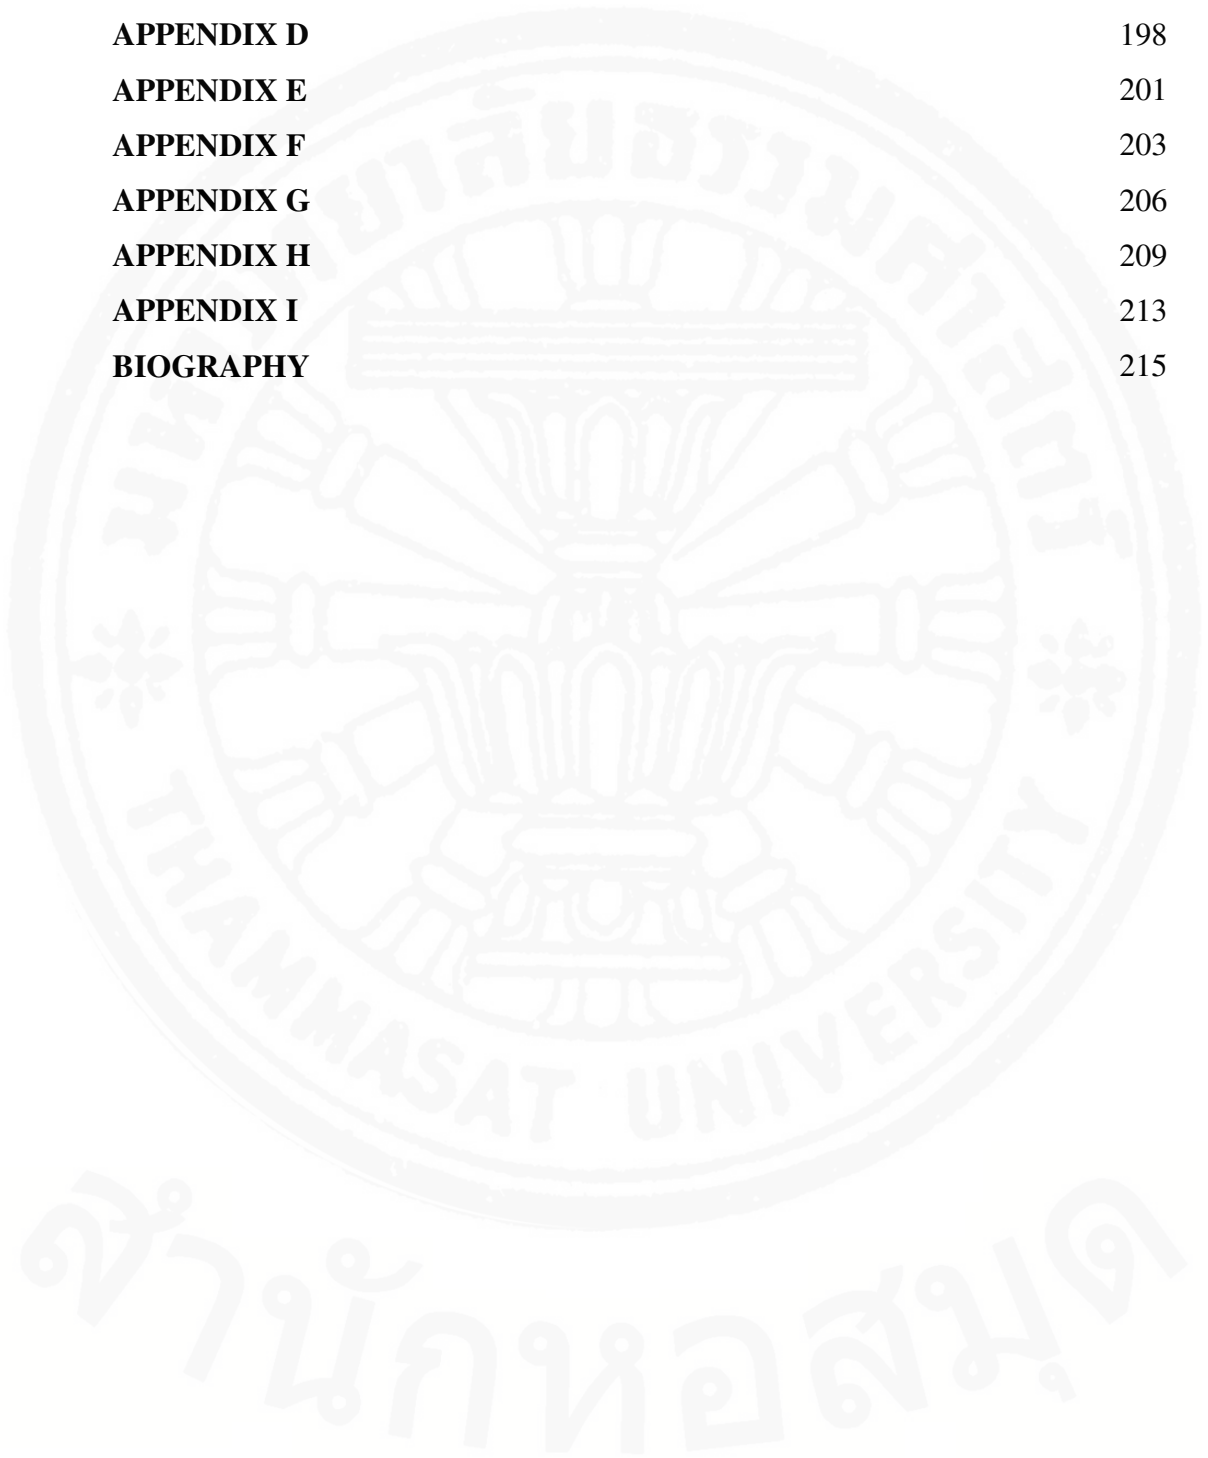 APPENDIX D 198
APPENDIX E 201
APPENDIX F 203
APPENDIX G 206
APPENDIX H 209
APPENDIX I 213
BIOGRAPHY 215
มหาวิทยาลัยธรรมศาสตร์
THAMMASAT UNIVERSITY
สำนักหอสมุด